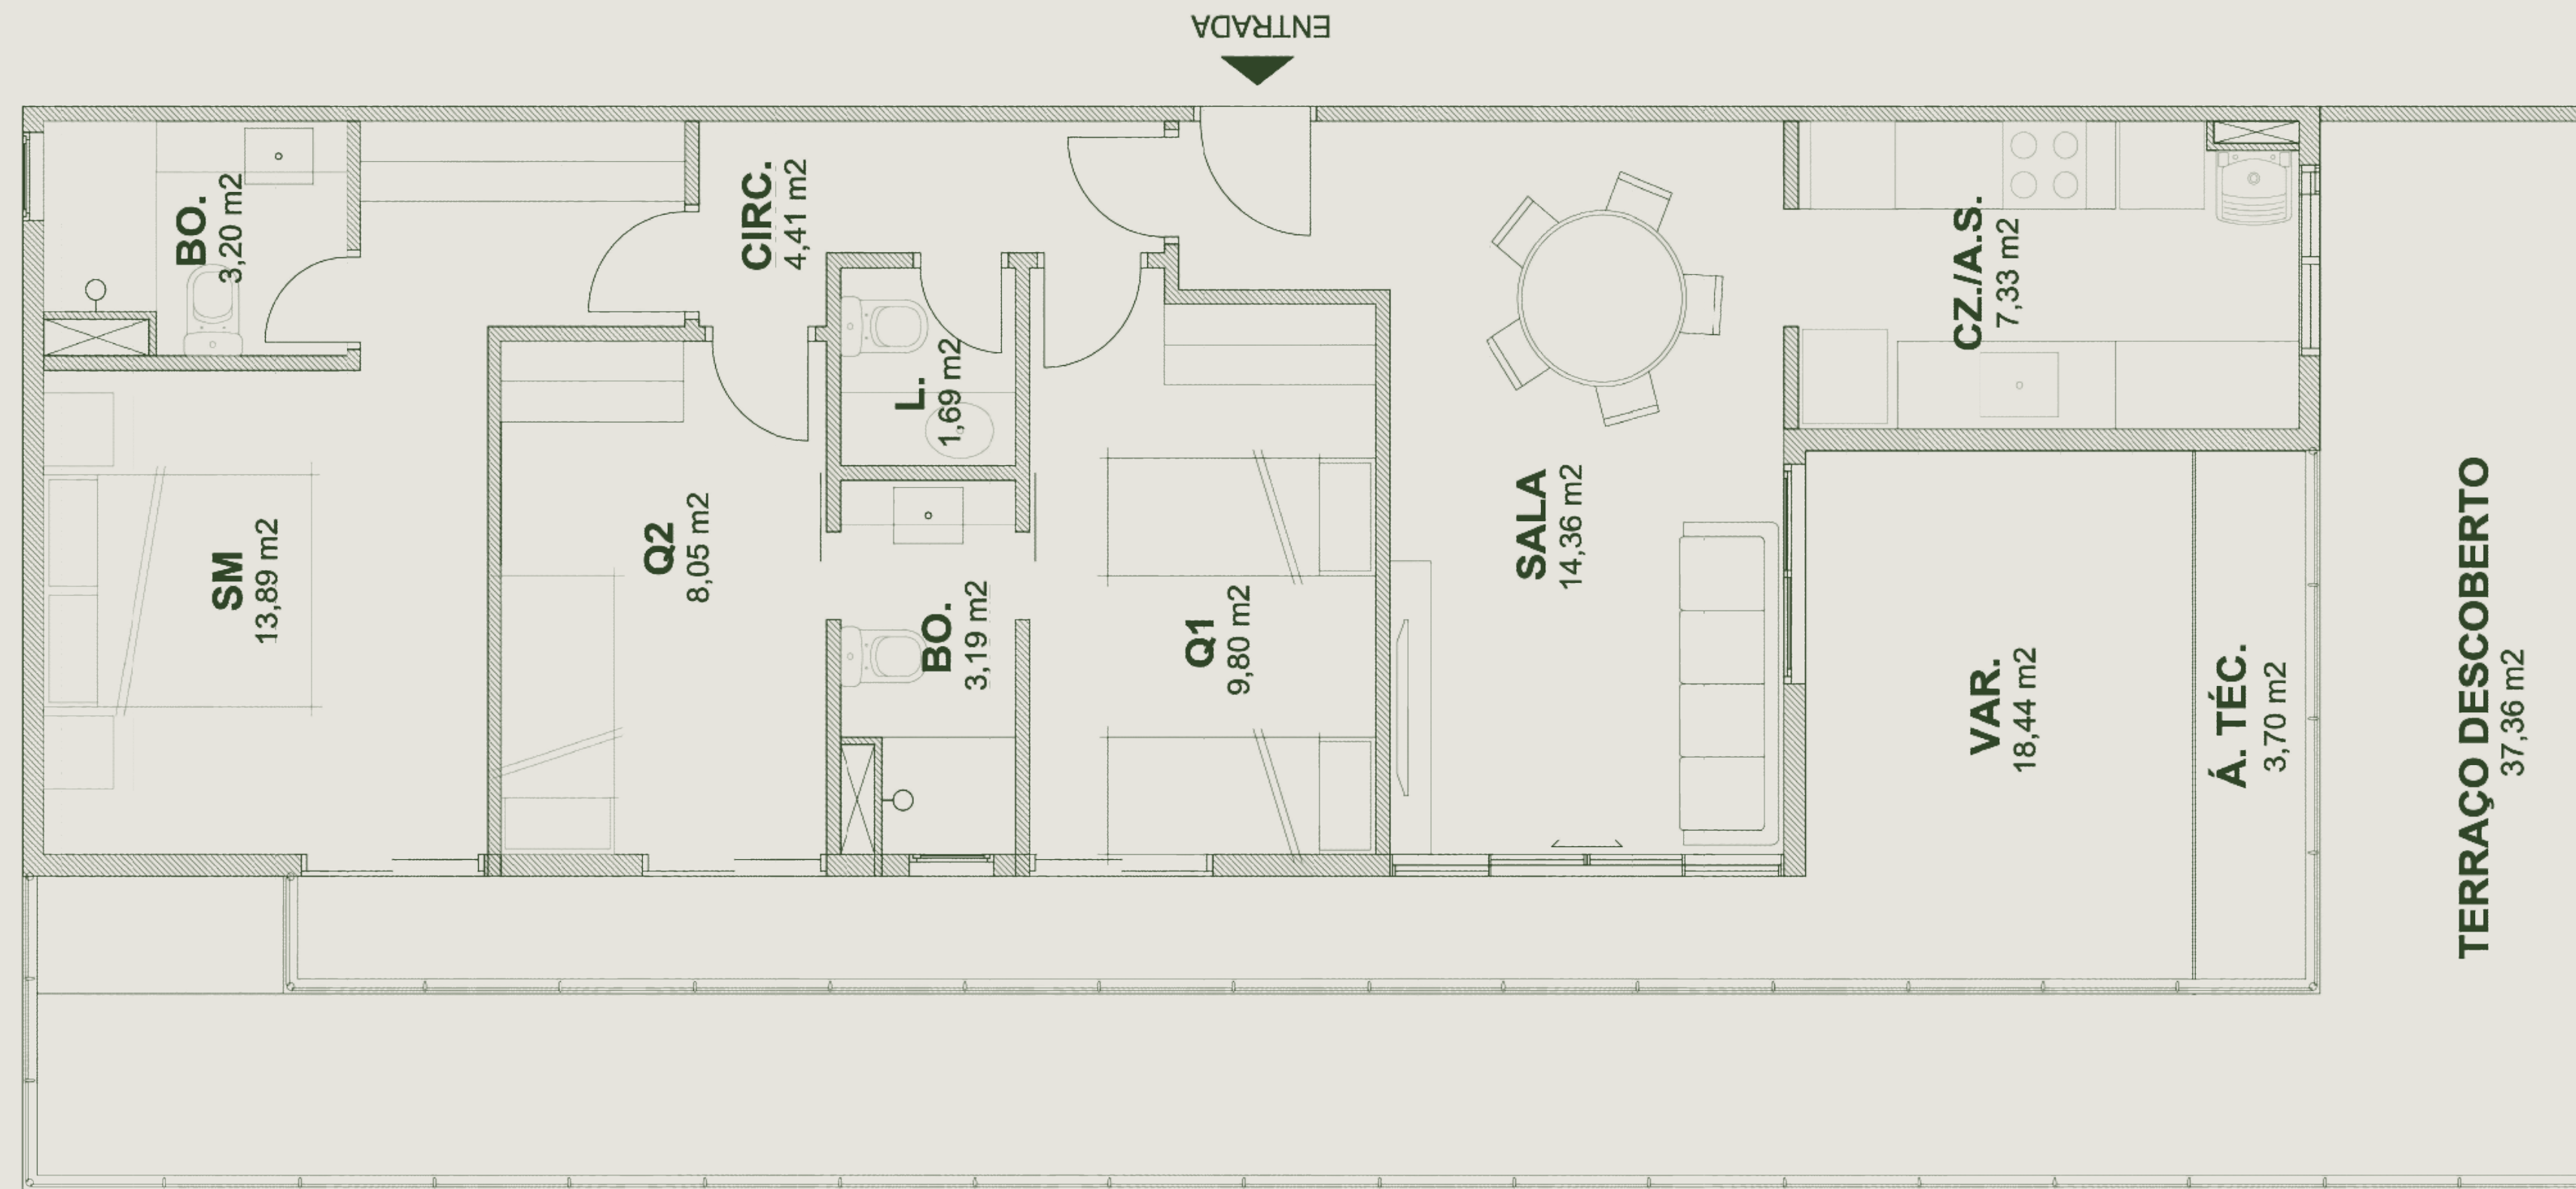 ENTRADA
BO.
3,20 m2
CIRC.
4,41 m2
L.
1,69 m2
CZ./A.S.
7,33 m2
SM
13,89 m2
Q2
8,05 m2
BO.
3,19 m2
Q1
9,80 m2
SALA
14,36 m2
VAR.
18,44 m2
Á. TÉC.
3,70 m2
TERRAÇO DESCOBERTO
37,36 m2